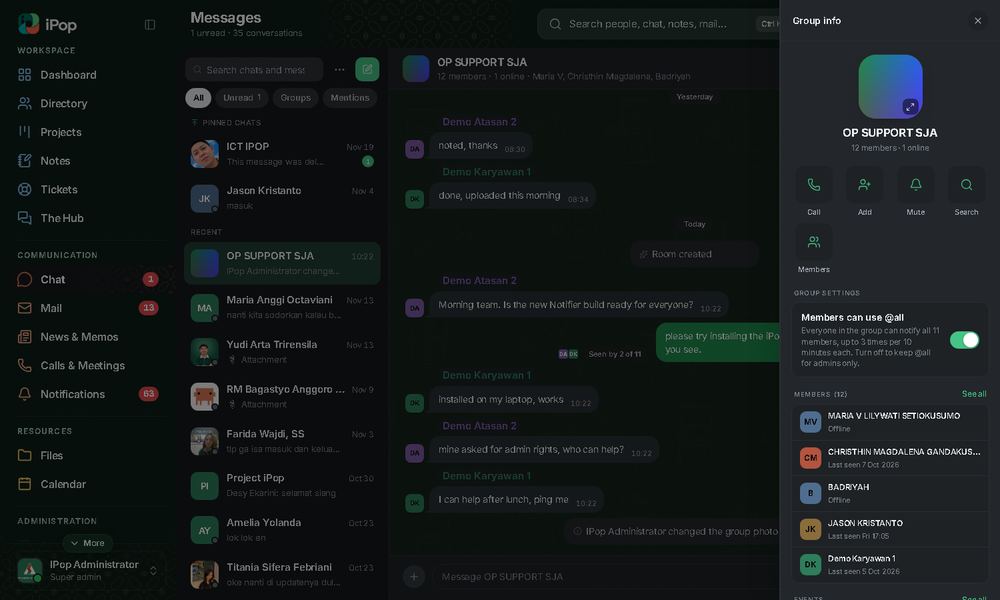 iPop
WORKSPACE
Dashboard
Directory
Projects
Notes
Tickets
The Hub
COMMUNICATION
Chat
1
Mail
13
News & Memos
Calls & Meetings
Notifications
63
RESOURCES
Files
Calendar
ADMINISTRATION
More
IPop Administrator
Super admin
Messages
1 unread · 35 conversations
Search people, chat, notes, mail...
Search chats and mess
All
Unread 1
Groups
Mentions
PINNED CHATS
ICT IPOP
Nov 19
This message was del...
1
JK
Jason Kristanto
Nov 4
masuk
RECENT
OP SUPPORT SJA
10:22
IPop Administrator change...
MA
Maria Anggi Octaviani
Nov 13
nanti kita sodorkan kalau b...
Yudi Arta Trirensila
Nov 13
Attachment
RM Bagastyo Anggoro ...
Nov 9
Attachment
Farida Wajdi, SS
Nov 3
tlp ga isa masuk dan kelua...
PI
Project iPop
Oct 30
Desy Ekarini: selamat siang
AY
Amelia Yolanda
Oct 23
lok lok en
Titania Sifera Febriani
Oct 23
oke nanti di updatenya dul...
OP SUPPORT SJA
12 members · 1 online · Maria V, Christhin Magdalena, Badriyah
Yesterday
Demo Atasan 2
DA
noted, thanks 08:30
Demo Karyawan 1
DK
done, uploaded this morning 08:34
Today
Room created
Demo Atasan 2
DA
Morning team. Is the new Notifier build ready for everyone? 10:22
please try installing the iPo
you see.
DA DK Seen by 2 of 11
Demo Karyawan 1
DK
installed on my laptop, works 10:22
Demo Atasan 2
DA
mine asked for admin rights, who can help? 10:22
Demo Karyawan 1
DK
I can help after lunch, ping me 10:22
IPop Administrator changed the group photo
Message OP SUPPORT SJA
Group info
OP SUPPORT SJA
12 members · 1 online
Call
Add
Mute
Search
Members
GROUP SETTINGS
Members can use @all
Everyone in the group can notify all 11
members, up to 3 times per 10
minutes each. Turn off to keep @all
for admins only.
MEMBERS (12)
See all
MV
MARIA V LILYWATI SETIOKUSUMO
Offline
CM
CHRISTHIN MAGDALENA GANDAKUS...
Last seen 7 Oct 2026
B
BADRIYAH
Offline
JK
JASON KRISTANTO
Last seen Fri 17:05
DK
Demo Karyawan 1
Last seen 5 Oct 2026
EVENTS
See all